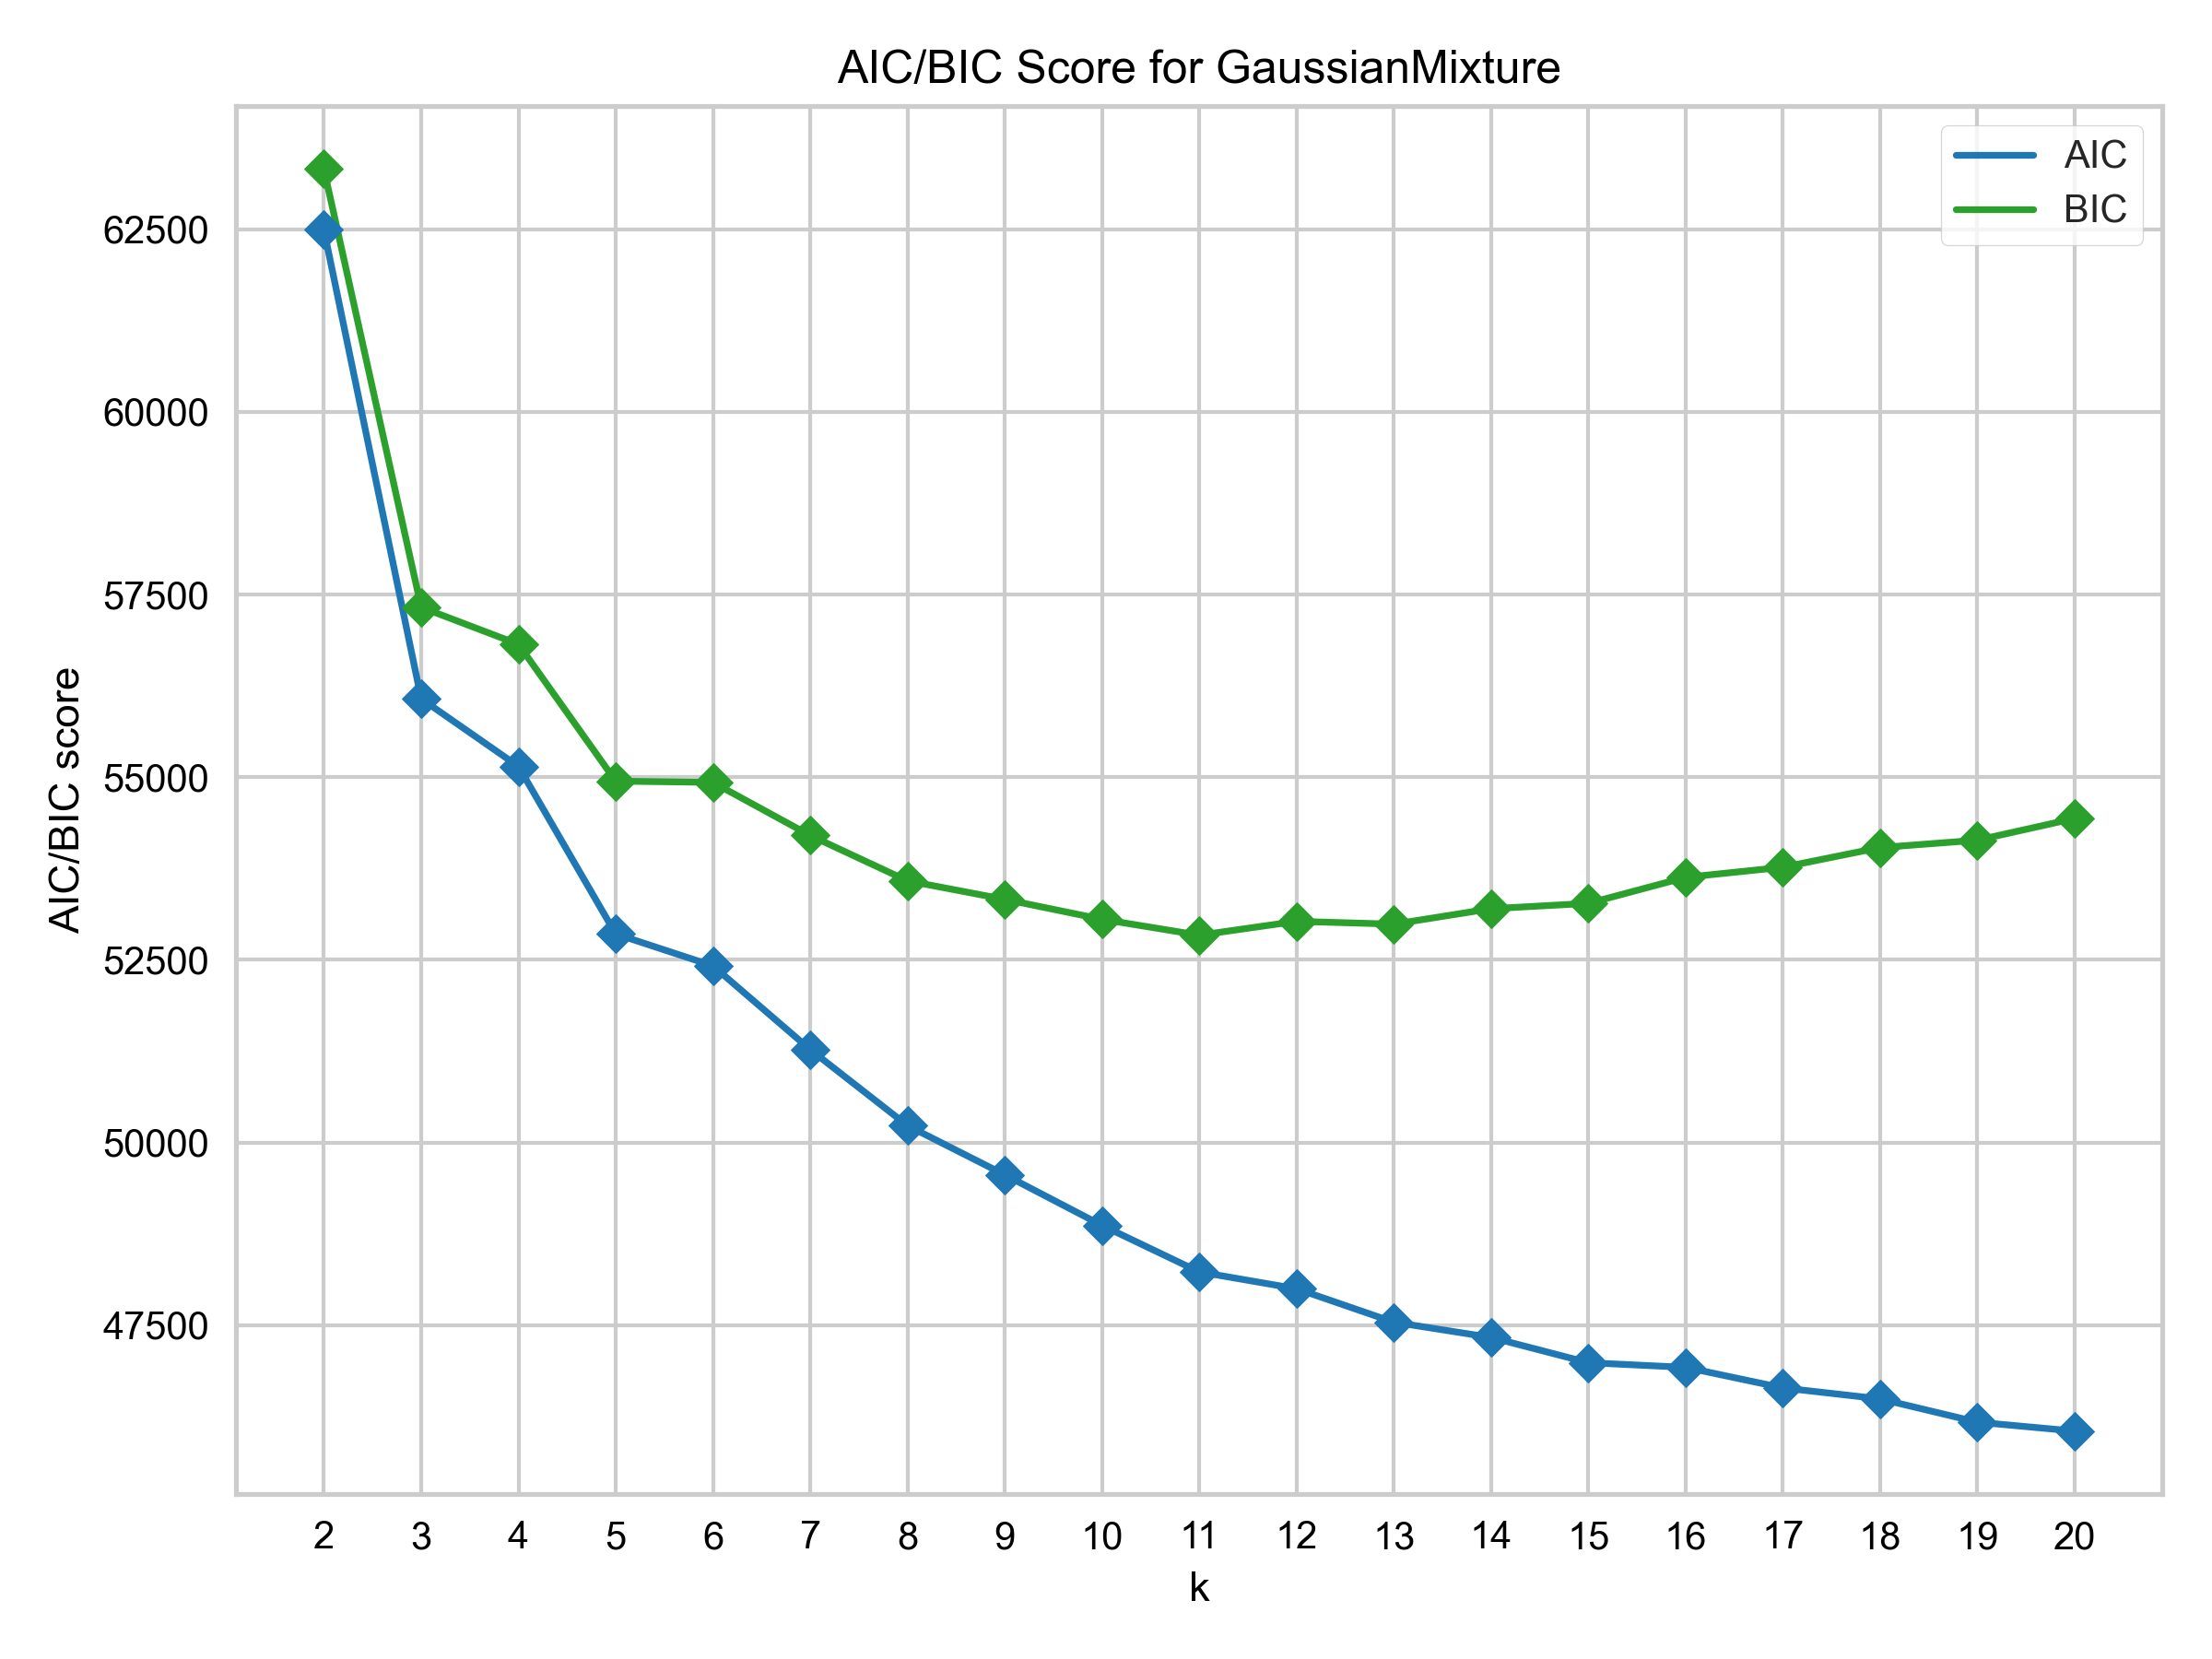 AIC/BIC Score for GaussianMixture
AIC
BIC
AIC/BIC score
62500
60000
57500
55000
52500
50000
47500
2 3 4 5 6 7 8 9 10 11 12 13 14 15 16 17 18 19 20
k